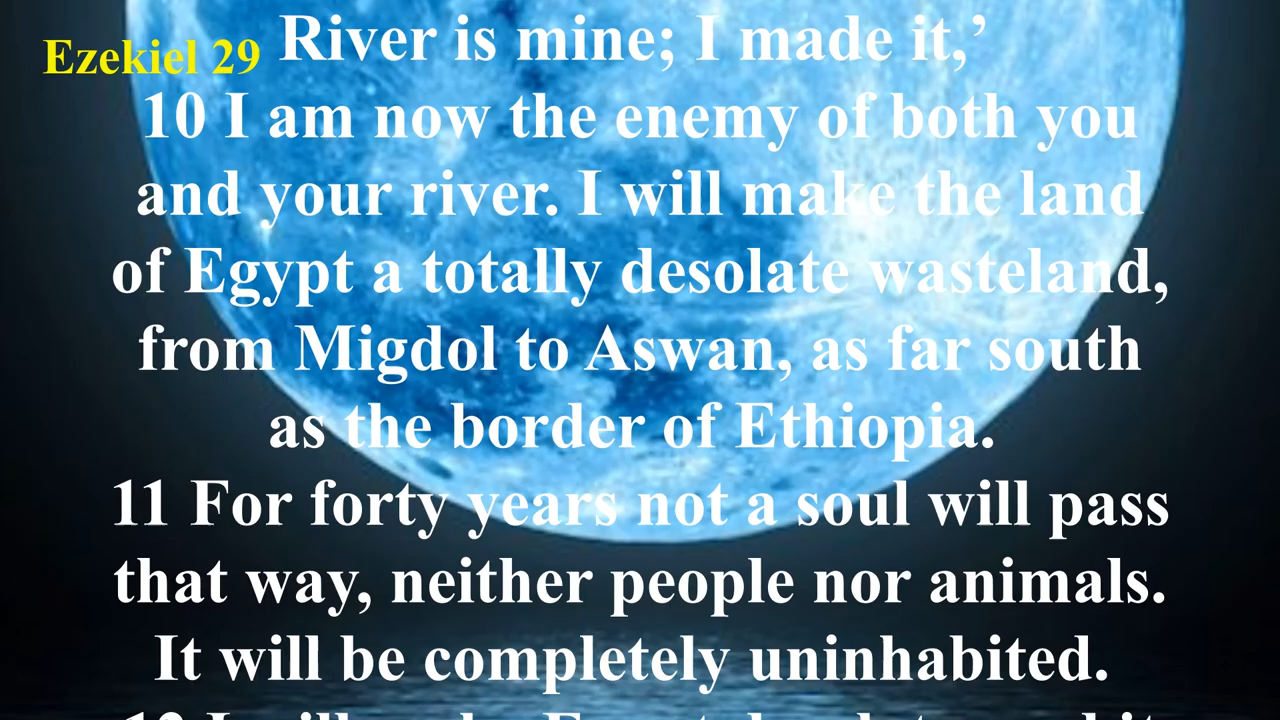 Ezekiel 29
River is mine; I made it,’
10 I am now the enemy of both you
and your river. I will make the land
of Egypt a totally desolate wasteland,
from Migdol to Aswan, as far south
as the border of Ethiopia.
11 For forty years not a soul will pass
that way, neither people nor animals.
It will be completely uninhabited.